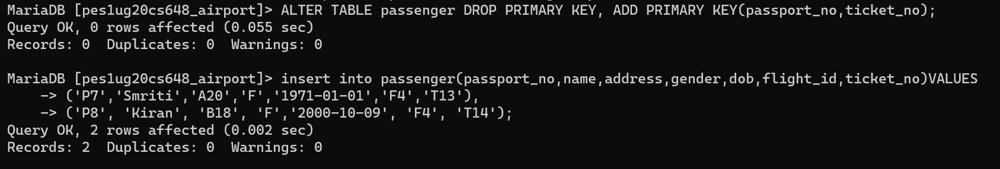 MariaDB [pes1ug20cs648_airport]> ALTER TABLE passenger DROP PRIMARY KEY, ADD PRIMARY KEY(passport_no,ticket_no);
Query OK, 0 rows affected (0.055 sec)
Records: 0  Duplicates: 0  Warnings: 0
MariaDB [pes1ug20cs648_airport]> insert into passenger(passport_no,name,address,gender,dob,flight_id,ticket_no)VALUES
    -> ('P7','Smriti','A20','F','1971-01-01','F4','T13'),
    -> ('P8', 'Kiran', 'B18', 'F','2000-10-09', 'F4', 'T14');
Query OK, 2 rows affected (0.002 sec)
Records: 2  Duplicates: 0  Warnings: 0